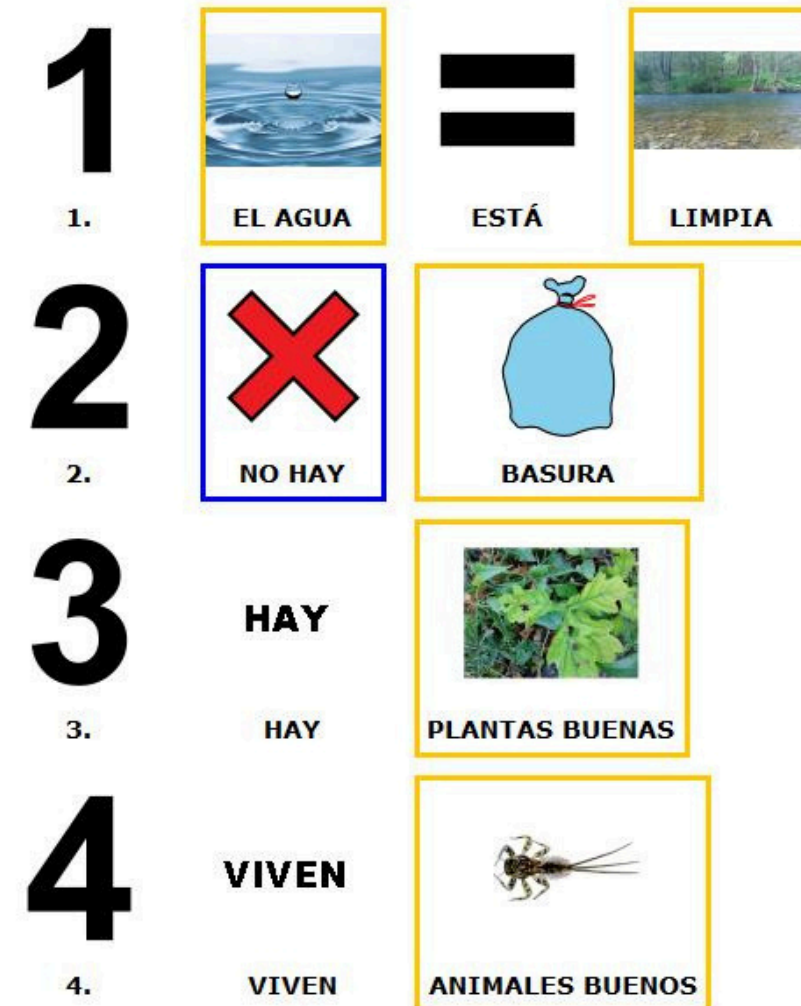 1
1. EL AGUA ESTÁ LIMPIA
2
2. NO HAY BASURA
3 HAY
3. HAY PLANTAS BUENAS
4 VIVEN
4. VIVEN ANIMALES BUENOS